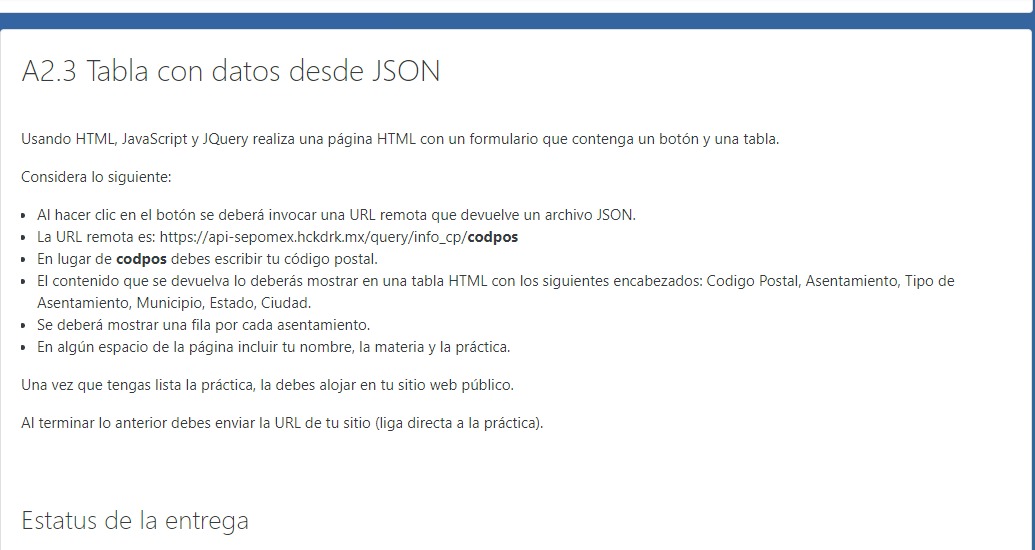 A2.3 Tabla con datos desde JSON
Usando HTML, JavaScript y JQuery realiza una página HTML con un formulario que contenga un botón y una tabla.
Considera lo siguiente:
Al hacer clic en el botón se deberá invocar una URL remota que devuelve un archivo JSON.
La URL remota es: https://api-sepomex.hckdrk.mx/query/info_cp/codpos
En lugar de codpos debes escribir tu código postal.
El contenido que se devuelva lo deberás mostrar en una tabla HTML con los siguientes encabezados: Codigo Postal, Asentamiento, Tipo de
Asentamiento, Municipio, Estado, Ciudad.
Se deberá mostrar una fila por cada asentamiento.
En algún espacio de la página incluir tu nombre, la materia y la práctica.
Una vez que tengas lista la práctica, la debes alojar en tu sitio web público.
Al terminar lo anterior debes enviar la URL de tu sitio (liga directa a la práctica).
Estatus de la entrega